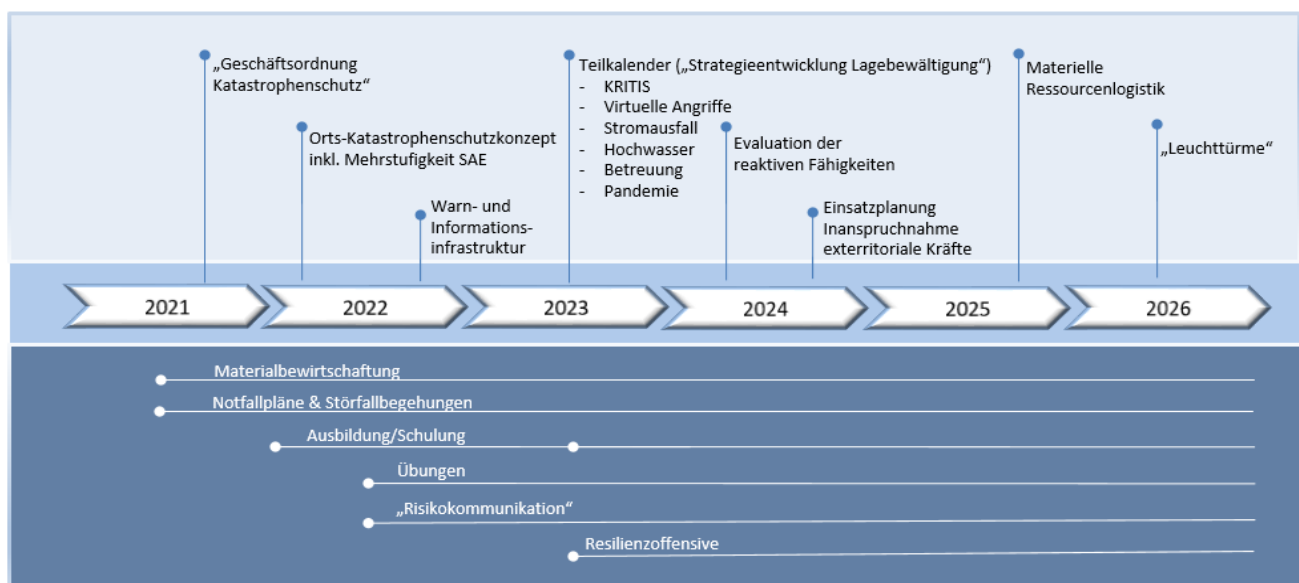 „Geschäftsordnung
Katastrophenschutz“
Orts-Katastrophenschutzkonzept
inkl. Mehrstufigkeit SAE
Warn- und
Informations-
infrastruktur
Teilkalender („Strategieentwicklung Lagebewältigung“)
- KRITIS
- Virtuelle Angriffe
- Stromausfall
- Hochwasser
- Betreuung
- Pandemie
Evaluation der
reaktiven Fähigkeiten
Einsatzplanung
Inanspruchnahme
exterritoriale Kräfte
Materielle
Ressourcenlogistik
„Leuchttürme“
2021
2022
2023
2024
2025
2026
Materialbewirtschaftung
Notfallpläne & Störfallbegehungen
Ausbildung/Schulung
Übungen
„Risikokommunikation“
Resilienzoffensive